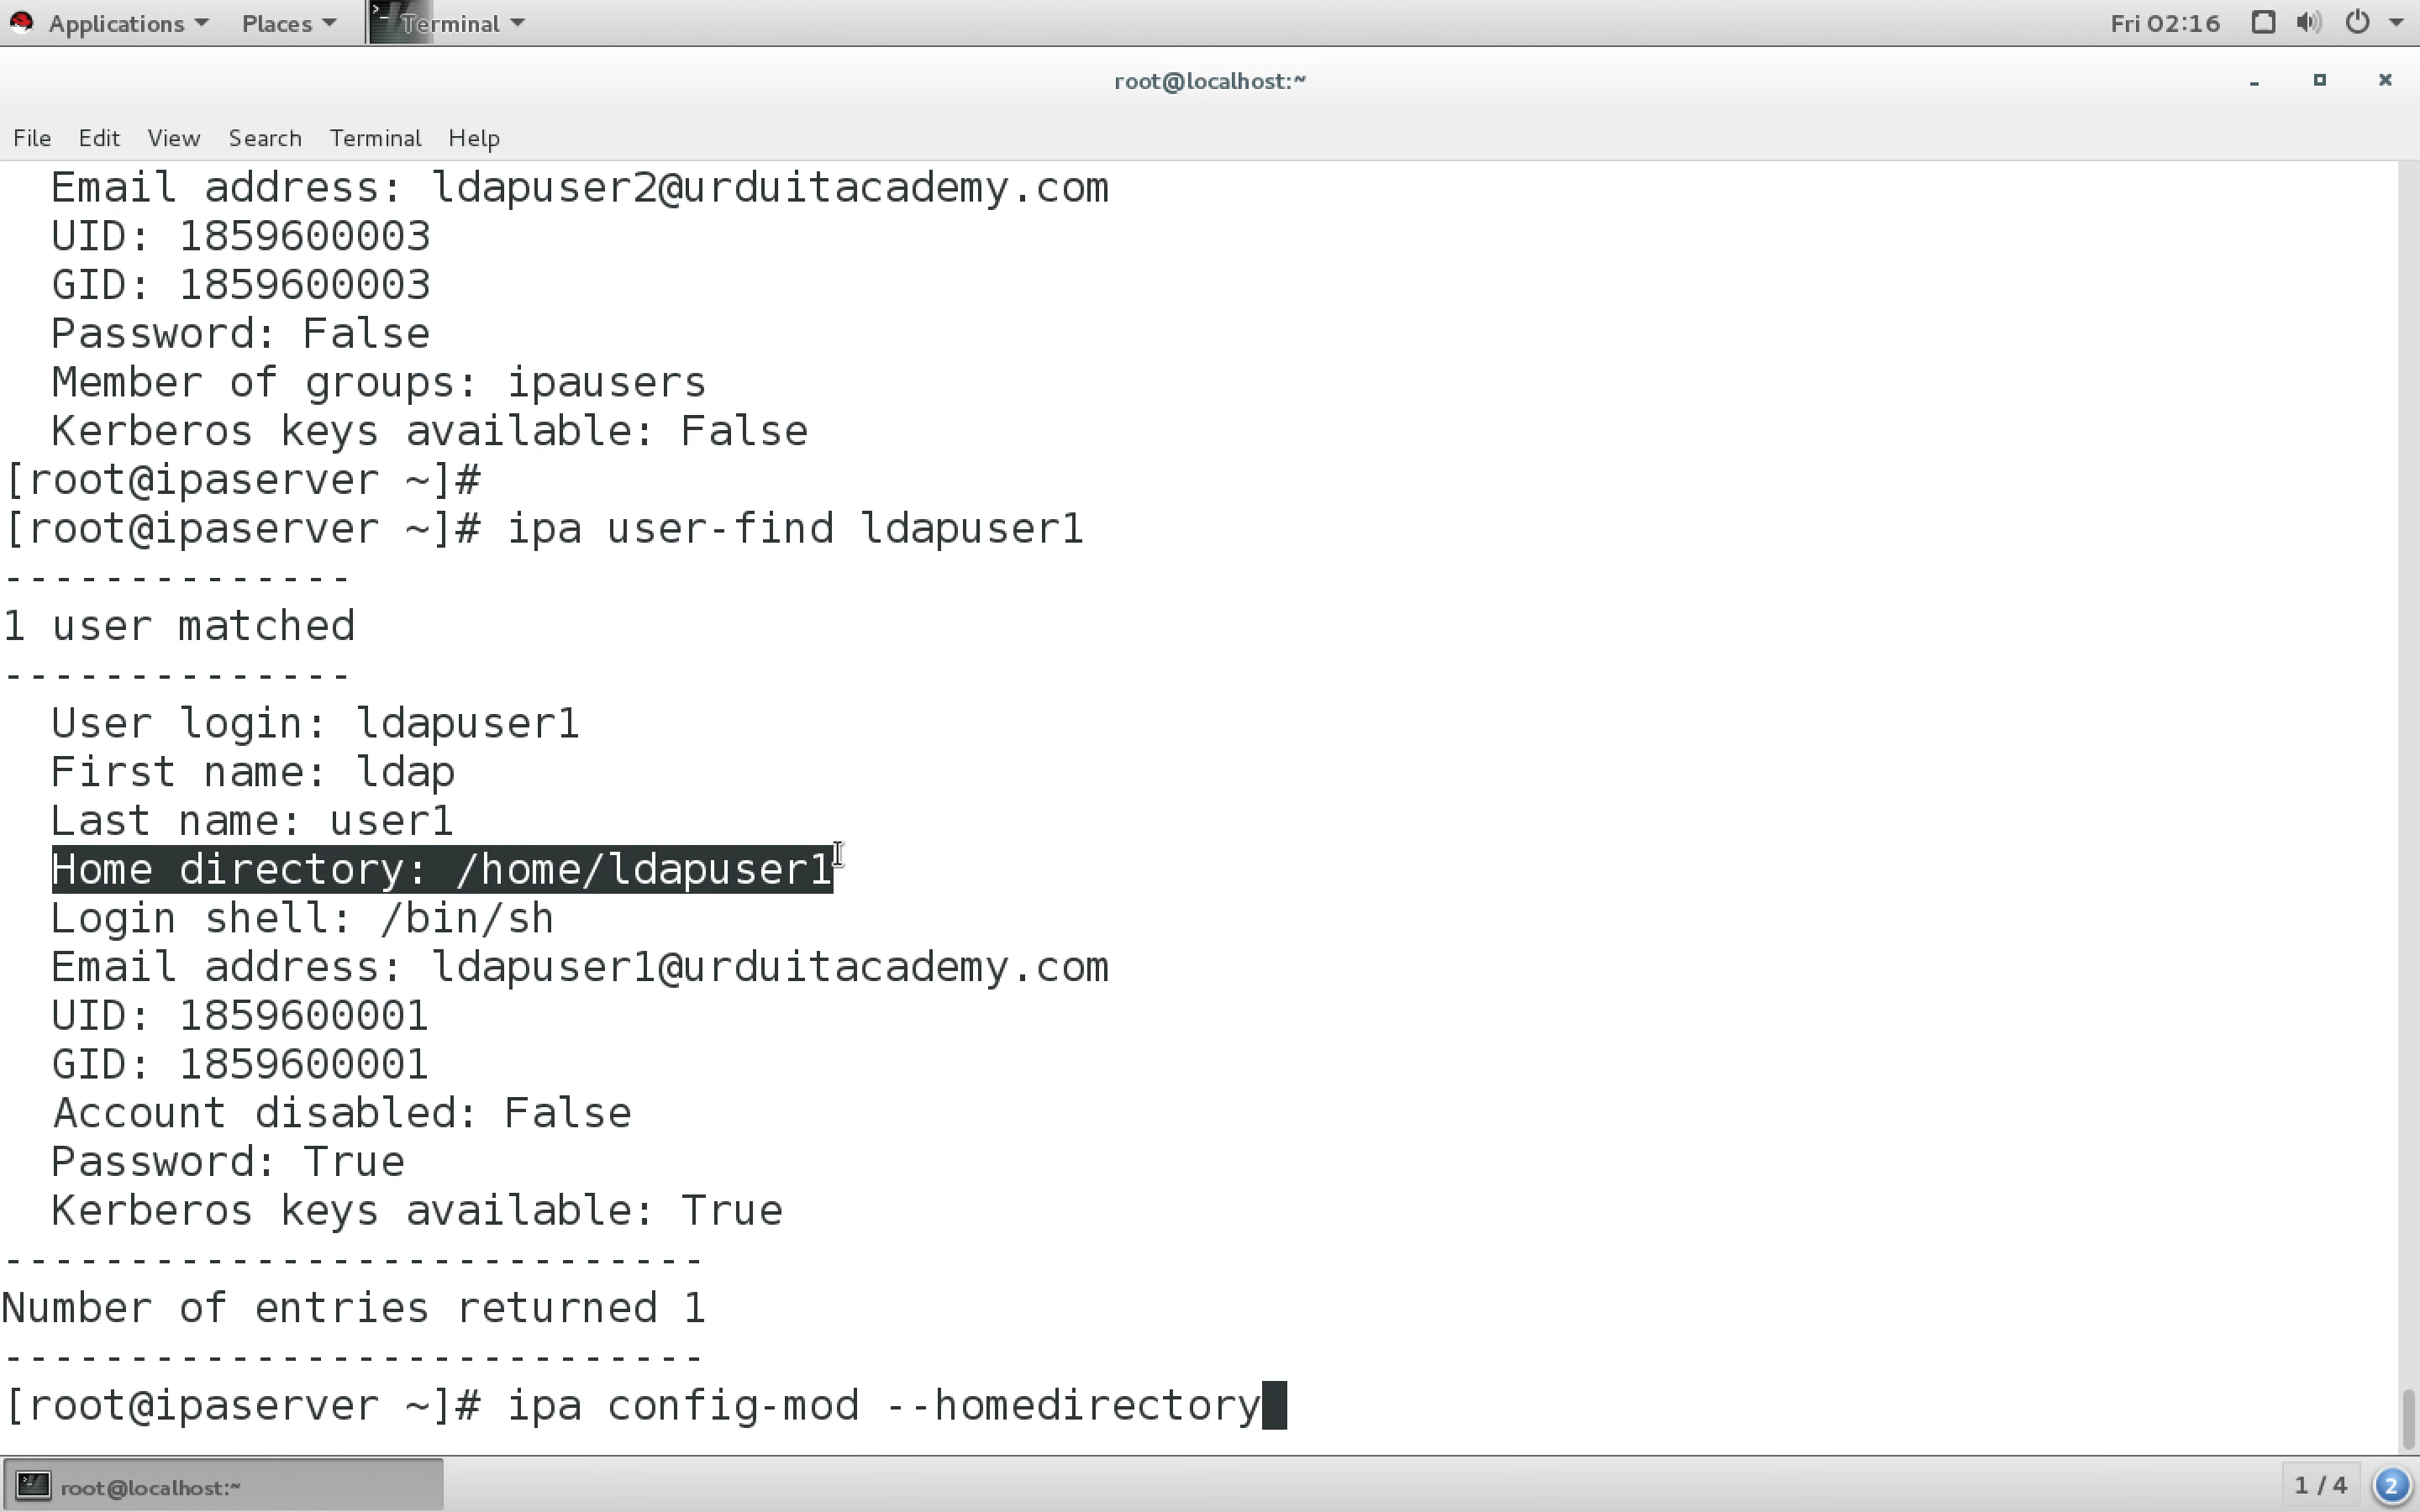 Applications Places Terminal Fri 02:16
root@localhost:~
File Edit View Search Terminal Help
Email address: ldapuser2@urduitacademy.com
UID: 1859600003
GID: 1859600003
Password: False
Member of groups: ipausers
Kerberos keys available: False
[root@ipaserver ~]#
[root@ipaserver ~]# ipa user-find ldapuser1
--------------
1 user matched
--------------
User login: ldapuser1
First name: ldap
Last name: user1
Home directory: /home/ldapuser1
Login shell: /bin/sh
Email address: ldapuser1@urduitacademy.com
UID: 1859600001
GID: 1859600001
Account disabled: False
Password: True
Kerberos keys available: True
----------------------------
Number of entries returned 1
----------------------------
[root@ipaserver ~]# ipa config-mod --homedirectory
root@localhost:~ 1 / 4 2